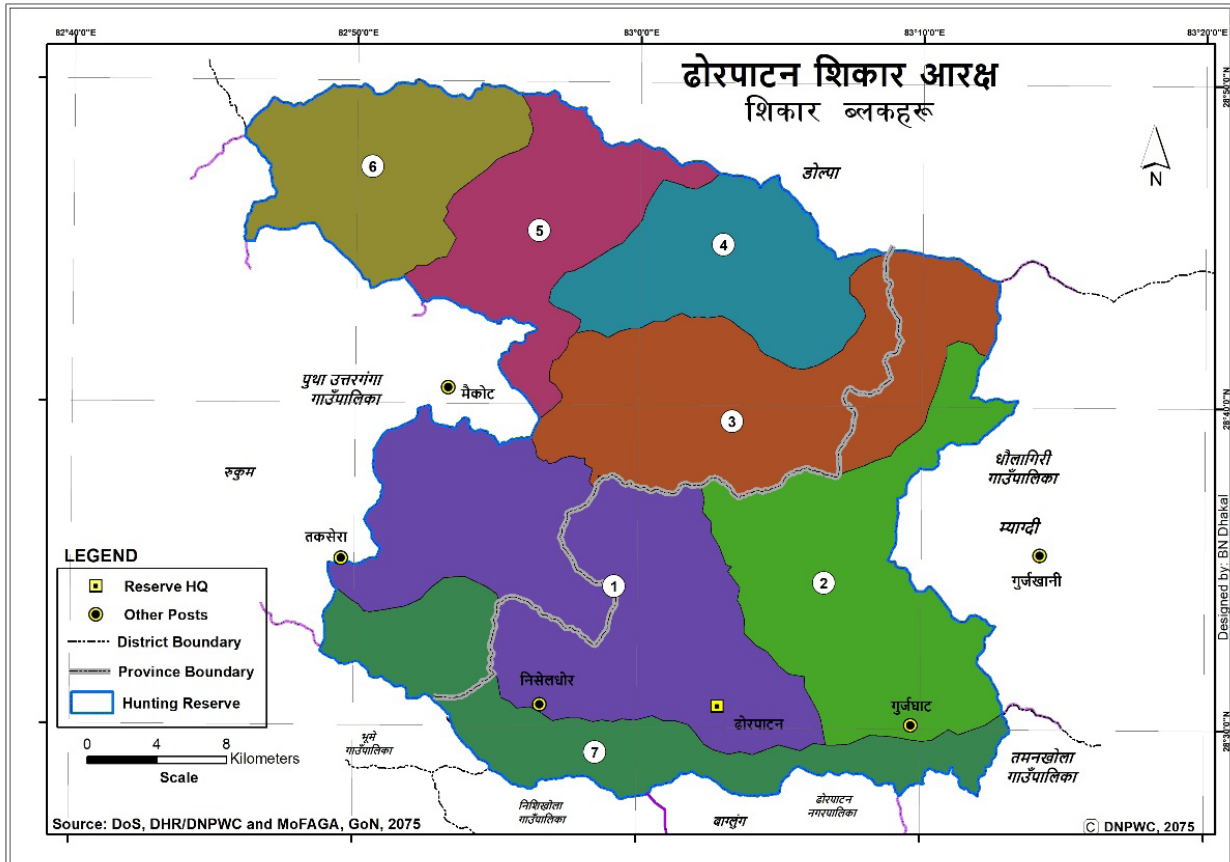 82°40'0"E
82°50'0"E
83°0'0"E
83°10'0"E
83°20'0"E
ढोरपाटन शिकार आरक्ष
शिकार ब्लकहरू
28°50'0"N
6
डोल्पा
N
5
4
पुथा उत्तरगंगा
गाउँपालिका
मैकोट
3
28°40'0"N
रुकुम
धौलागिरी
गाउँपालिका
म्याग्दी
तकसेरा
गुर्जखानी
1
2
LEGEND
Reserve HQ
Other Posts
District Boundary
Province Boundary
Hunting Reserve
0 4 8
Kilometers
Scale
निसेलढोर
ढोरपाटन
गुर्जघाट
28°30'0"N
7
भूमे
गाउँपालिका
तमनखोला
गाउँपालिका
निशिखोला
गाउँपालिका
बाग्लुंग
ढोरपाटन
नगरपालिका
Designed by: BN Dhakal
Source: DoS, DHR/DNPWC and MoFAGA, GoN, 2075
© DNPWC, 2075